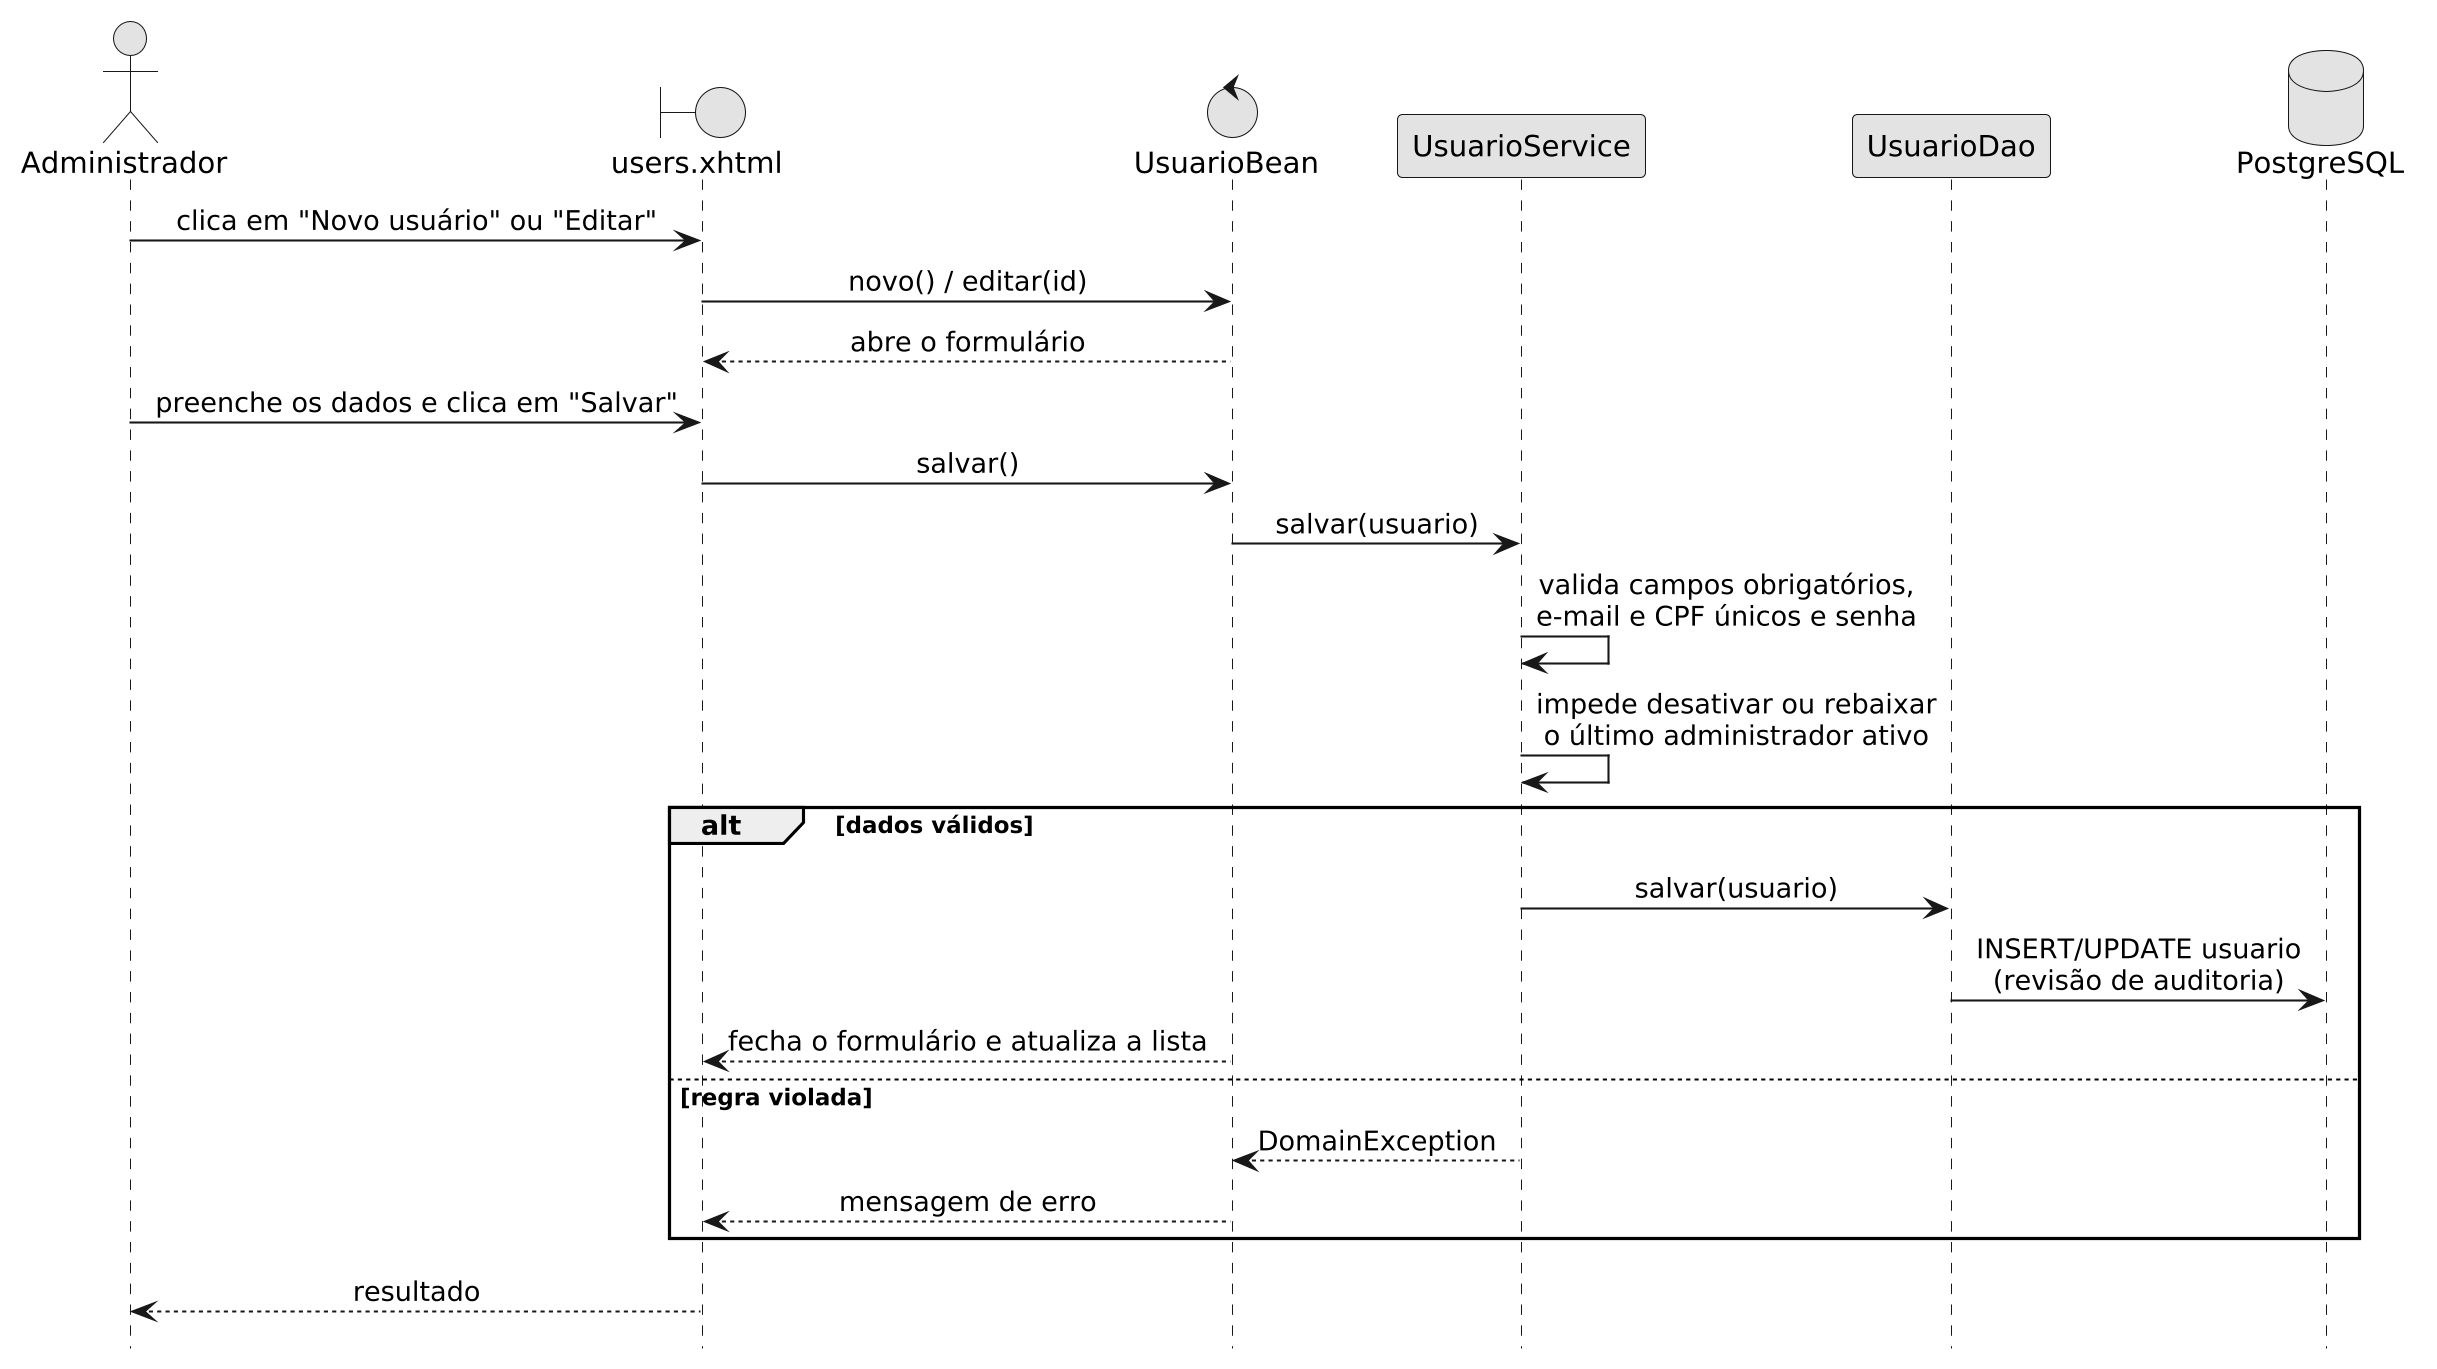 Administrador
users.xhtml
UsuarioBean
UsuarioService
UsuarioDao
PostgreSQL
clica em "Novo usuário" ou "Editar"
novo() / editar(id)
abre o formulário
preenche os dados e clica em "Salvar"
salvar()
salvar(usuario)
valida campos obrigatórios,
e-mail e CPF únicos e senha
impede desativar ou rebaixar
o último administrador ativo
alt
[dados válidos]
salvar(usuario)
INSERT/UPDATE usuario
(revisão de auditoria)
fecha o formulário e atualiza a lista
[regra violada]
DomainException
mensagem de erro
resultado